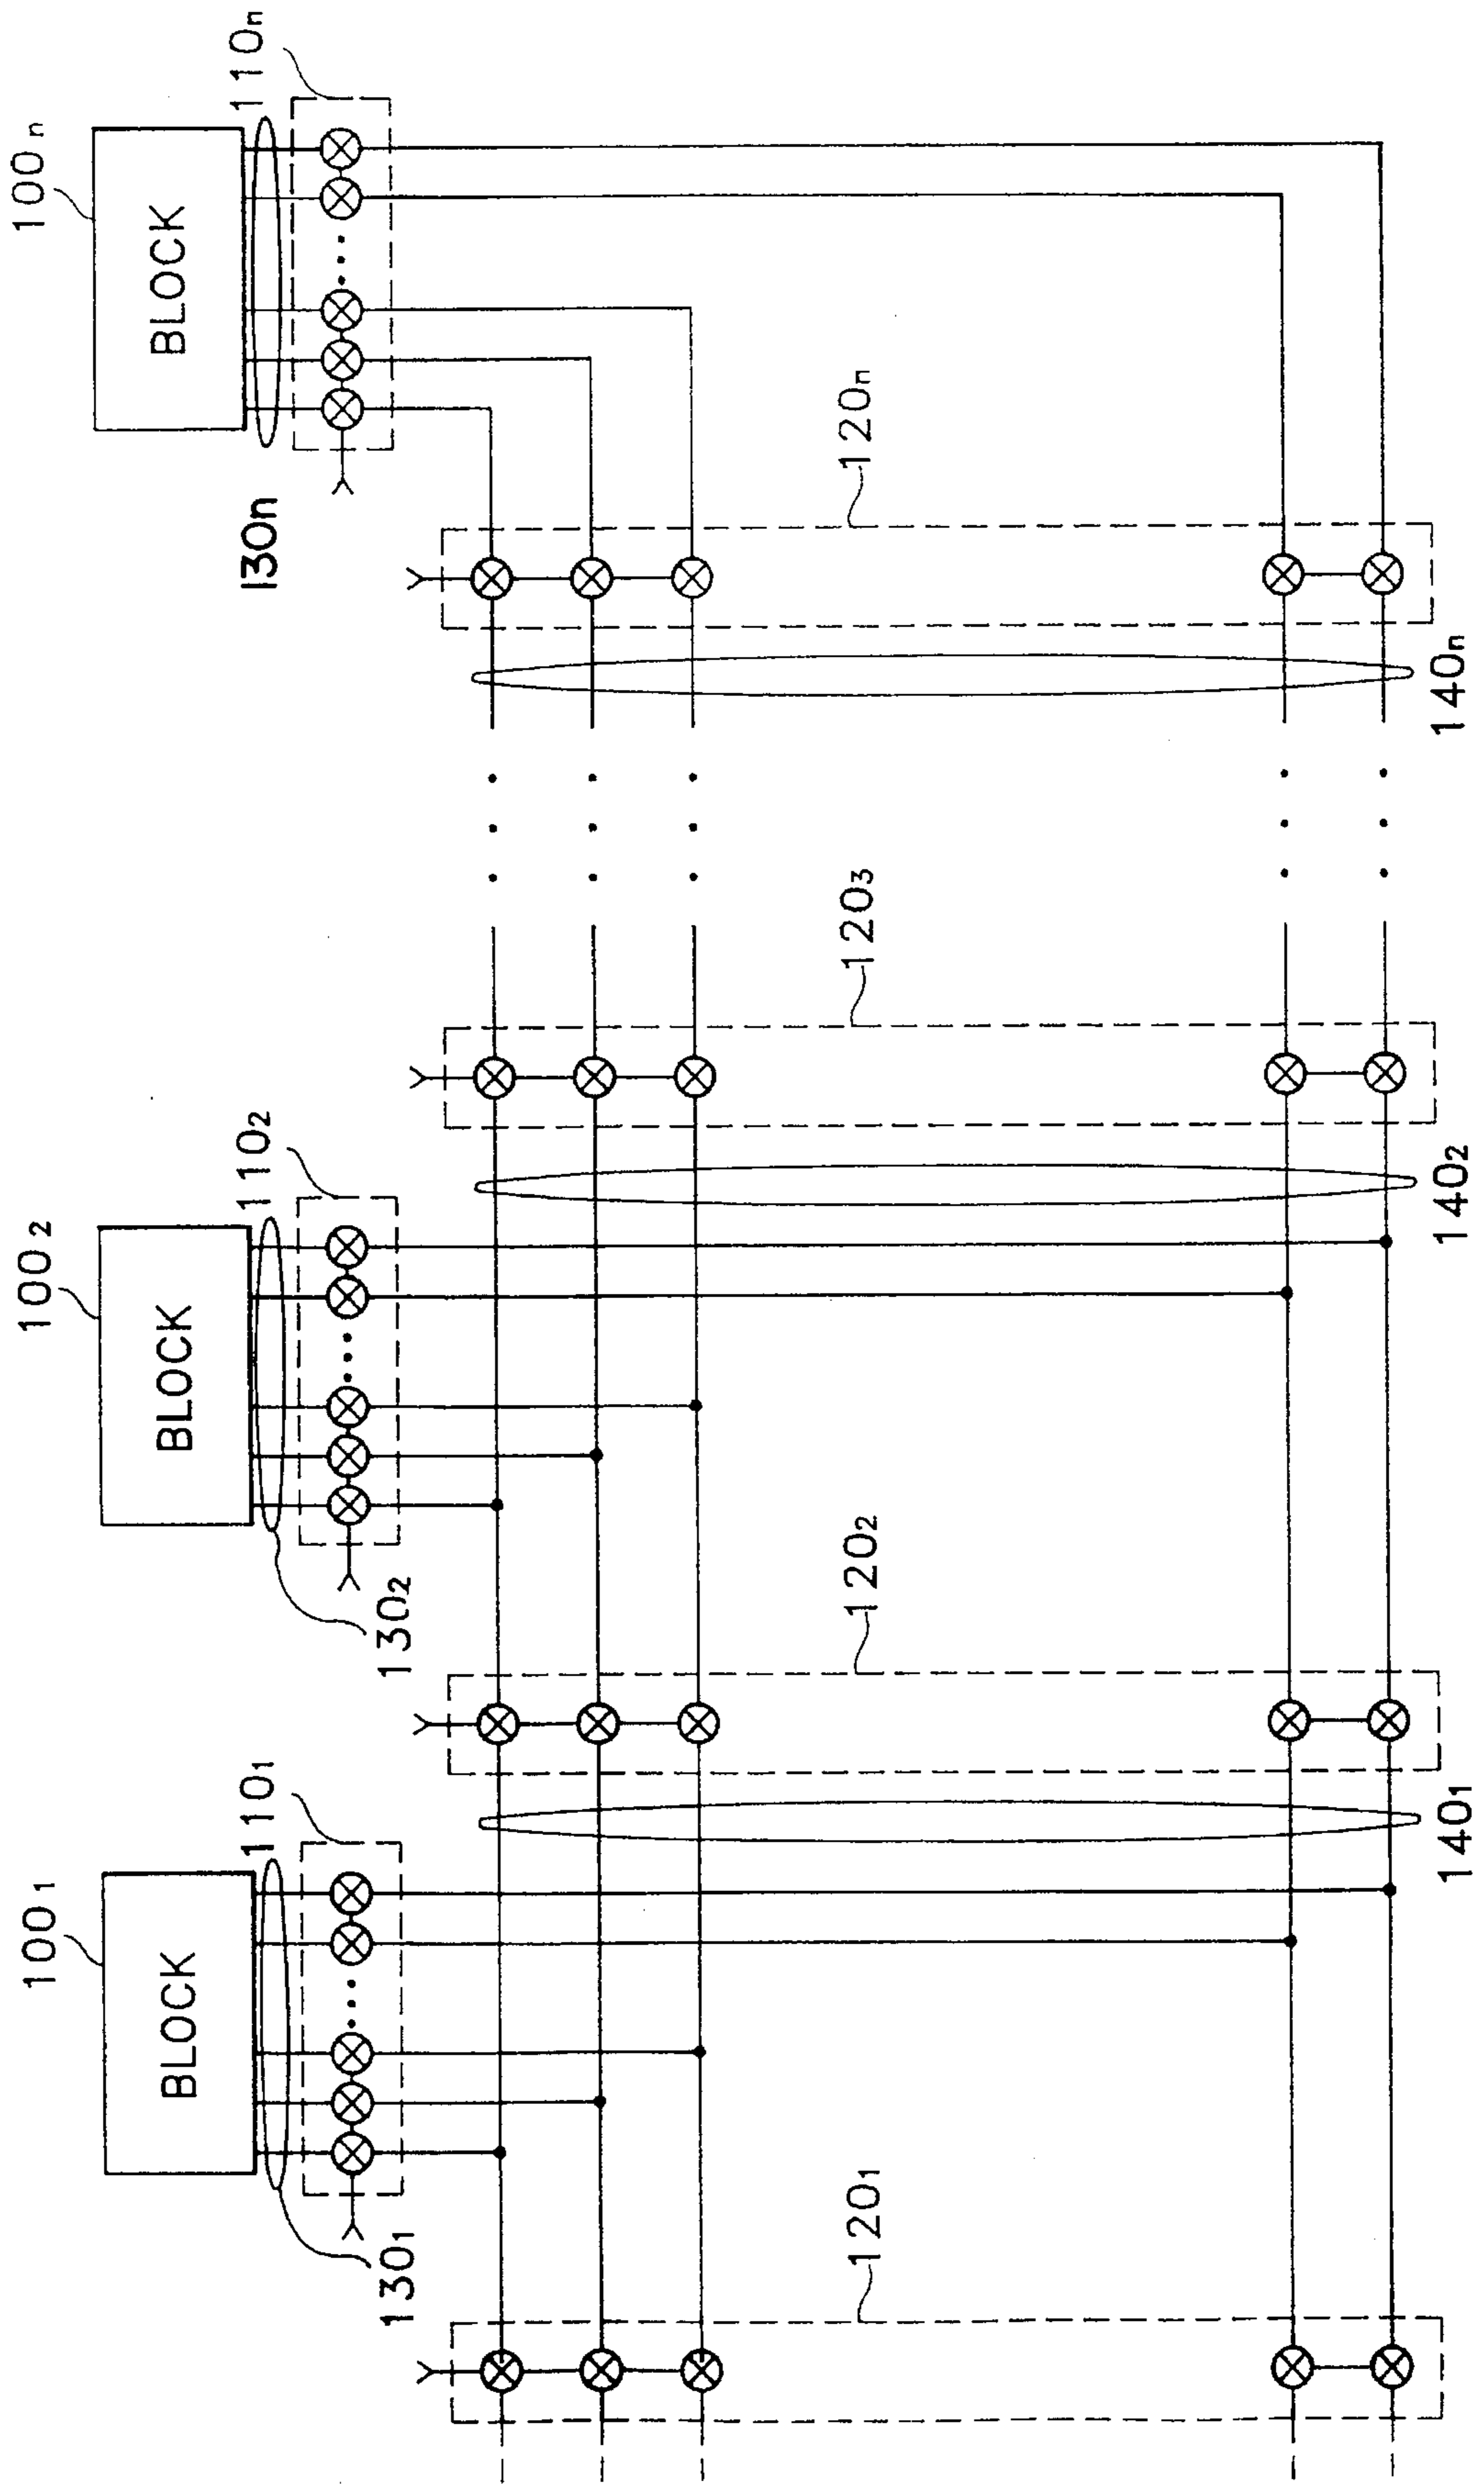 100₁
BLOCK
110₁
130₁
120₁
140₁
100₂
BLOCK
110₂
130₂
120₂
140₂
120₃
100ₙ
BLOCK
110ₙ
130n
120ₙ
140ₙ